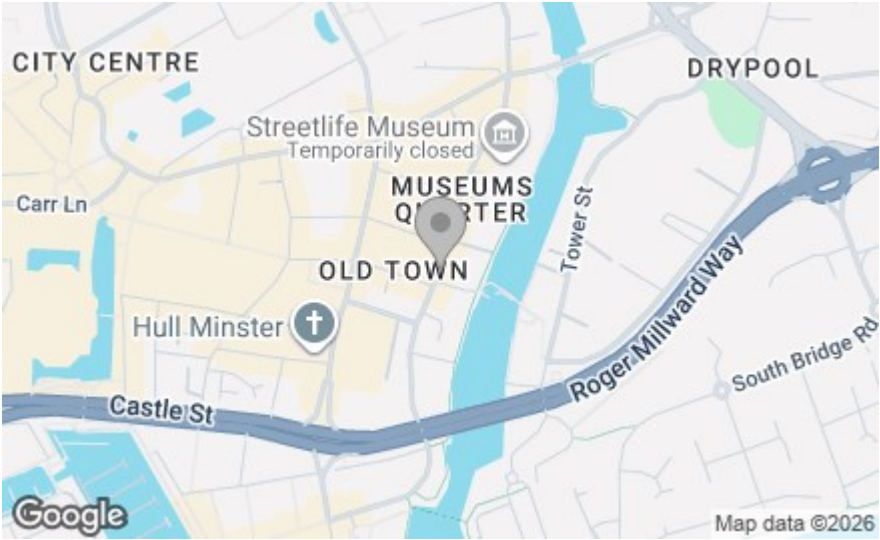 CITY CENTRE
DRYPOOL
Streetlife Museum
Temporarily closed
MUSEUMS
QUARTER
Carr Ln
Tower St
OLD TOWN
Roger Millward Way
Hull Minster
South Bridge Rd
Castle St
Google
Map data ©2026